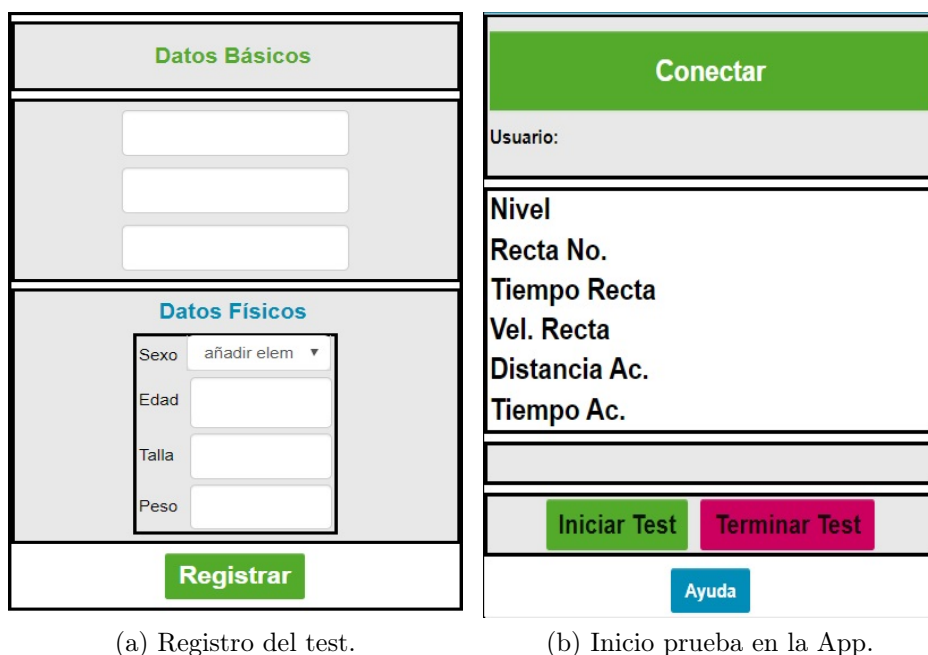 Datos Básicos
Datos Físicos
Sexo añadir elem
Edad
Talla
Peso
Registrar
(a) Registro del test.
Conectar
Usuario:
Nivel
Recta No.
Tiempo Recta
Vel. Recta
Distancia Ac.
Tiempo Ac.
Iniciar Test Terminar Test
Ayuda
(b) Inicio prueba en la App.